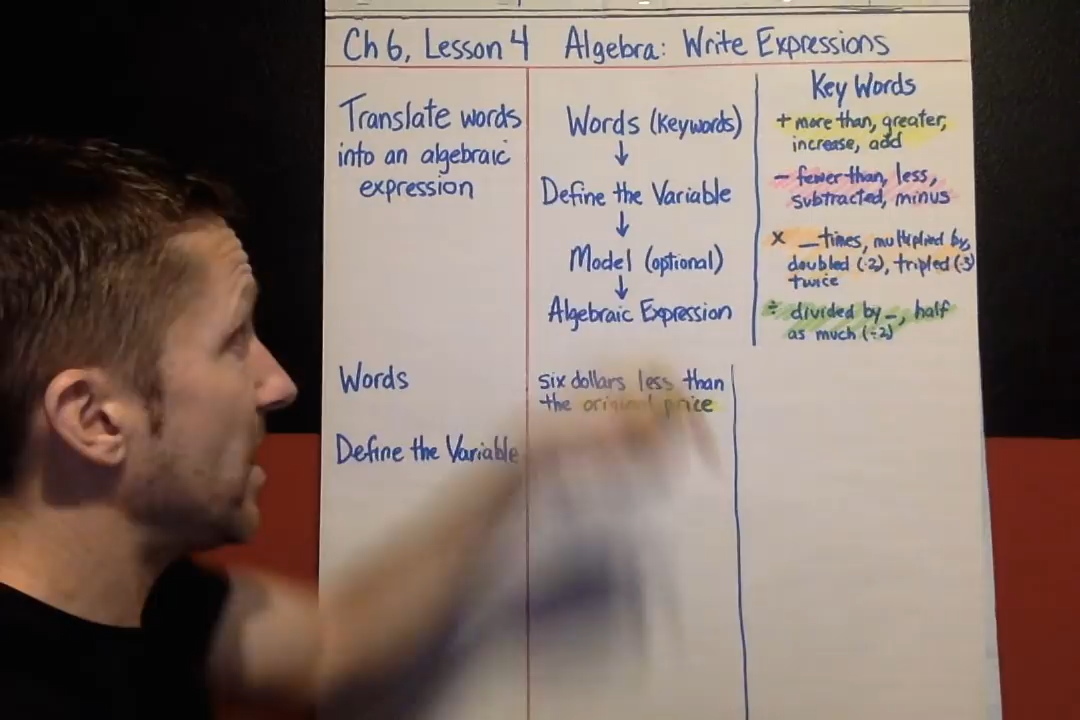 Ch 6, Lesson 4 Algebra: Write Expressions
Translate words
into an algebraic
expression
Words (keywords)
↓
Define the Variable
↓
Model (optional)
↓
Algebraic Expression
Key Words
+ more than, greater,
increase, add
- fewer than, less,
subtracted, minus
x _times, multiplied by,
doubled (·2), tripled (·3)
twice
÷ divided by _, half
as much (÷2)
Words
six dollars less than
the original price
Define the Variable